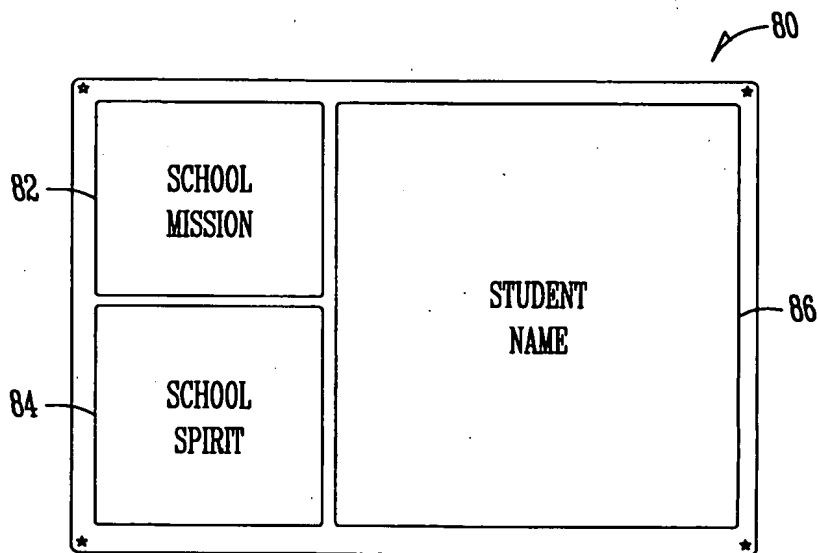 80
82
SCHOOL
MISSION
STUDENT
NAME
86
84
SCHOOL
SPIRIT